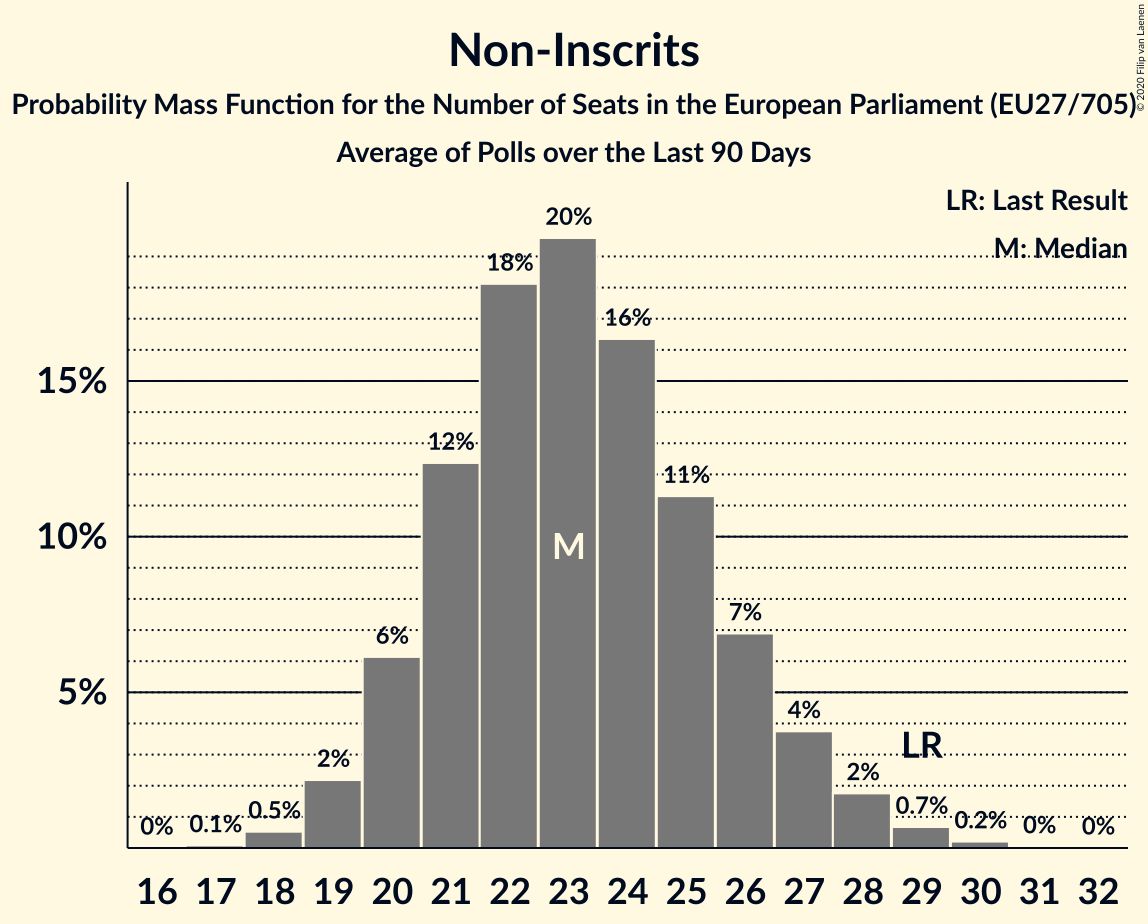 Non-Inscrits
Probability Mass Function for the Number of Seats in the European Parliament (EU27/705)
Average of Polls over the Last 90 Days
© 2020 Filip van Laenen
LR: Last Result
M: Median
20%
18%
16%
15%
12%
11%
10%
M
7%
6%
5%
4%
LR
2%
2%
0.7%
0.5%
0.2%
0.1%
0%
0%
0%
16 17 18 19 20 21 22 23 24 25 26 27 28 29 30 31 32